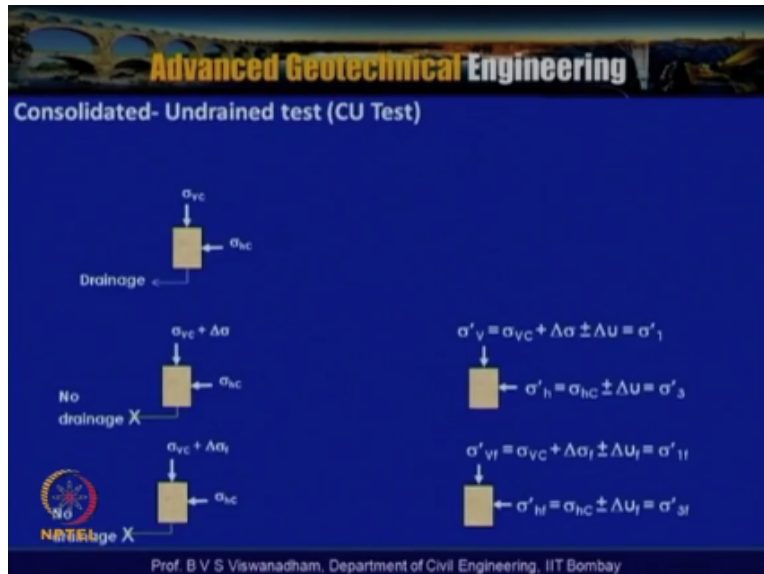 Advanced Geotechnical Engineering
Consolidated- Undrained test (CU Test)
σVC
σhC
Drainage
σVC + Δσ
σhC
No
drainage X
σ'V = σVC + Δσ ± Δu = σ'1
σ'h = σhC ± Δu = σ'3
σVC + Δσf
σhC
No
drainage X
σ'Vf = σVC + Δσf ± Δuf = σ'1f
σ'hf = σhC ± Δuf = σ'3f
NPTEL
Prof. B V S Viswanadham, Department of Civil Engineering, IIT Bombay